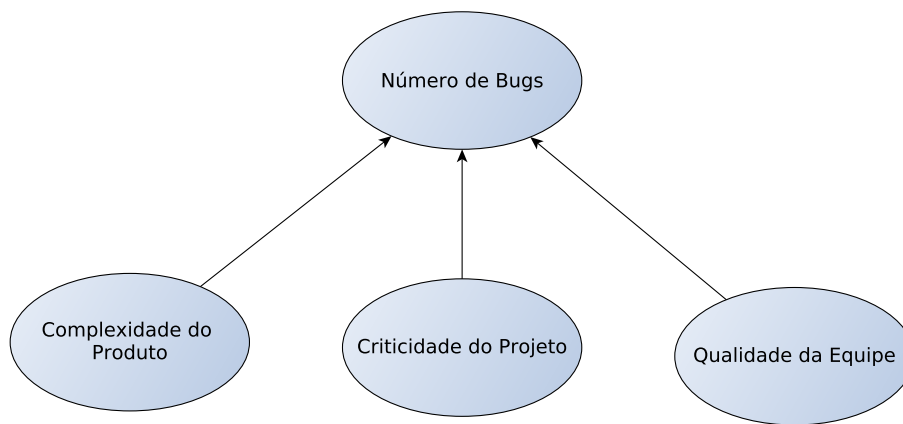 Número de Bugs
Complexidade do
Produto
Criticidade do Projeto
Qualidade da Equipe